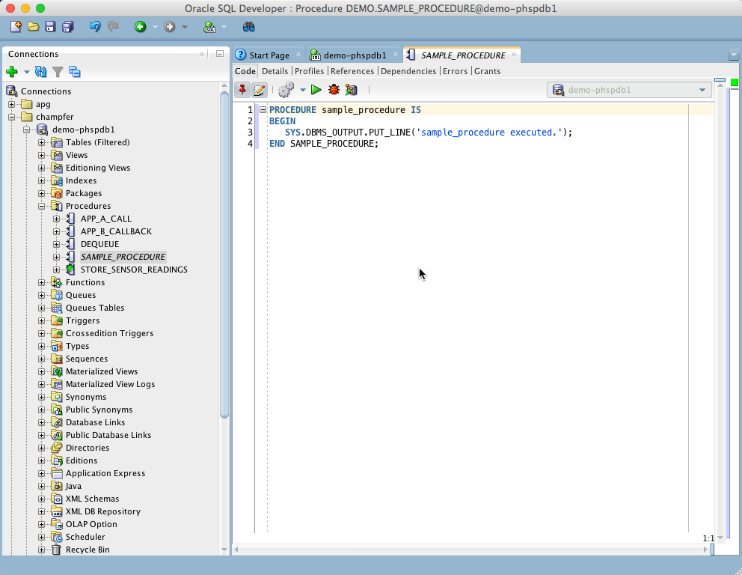 Oracle SQL Developer : Procedure DEMO.SAMPLE_PROCEDURE@demo-phspdb1
Connections
Connections
apg
champfer
demo-phspdb1
Tables (Filtered)
Views
Editioning Views
Indexes
Packages
Procedures
APP_A_CALL
APP_B_CALLBACK
DEQUEUE
SAMPLE_PROCEDURE
STORE_SENSOR_READINGS
Functions
Queues
Queues Tables
Triggers
Crossedition Triggers
Types
Sequences
Materialized Views
Materialized View Logs
Synonyms
Public Synonyms
Database Links
Public Database Links
Directories
Editions
Application Express
Java
XML Schemas
XML DB Repository
OLAP Option
Scheduler
Recycle Bin
Start Page demo-phspdb1 SAMPLE_PROCEDURE
Code Details | Profiles | References | Dependencies | Errors | Grants
demo-phspdb1
1 PROCEDURE sample_procedure IS
2 BEGIN
3 SYS.DBMS_OUTPUT.PUT_LINE('sample_procedure executed.');
4 END SAMPLE_PROCEDURE;
1:1